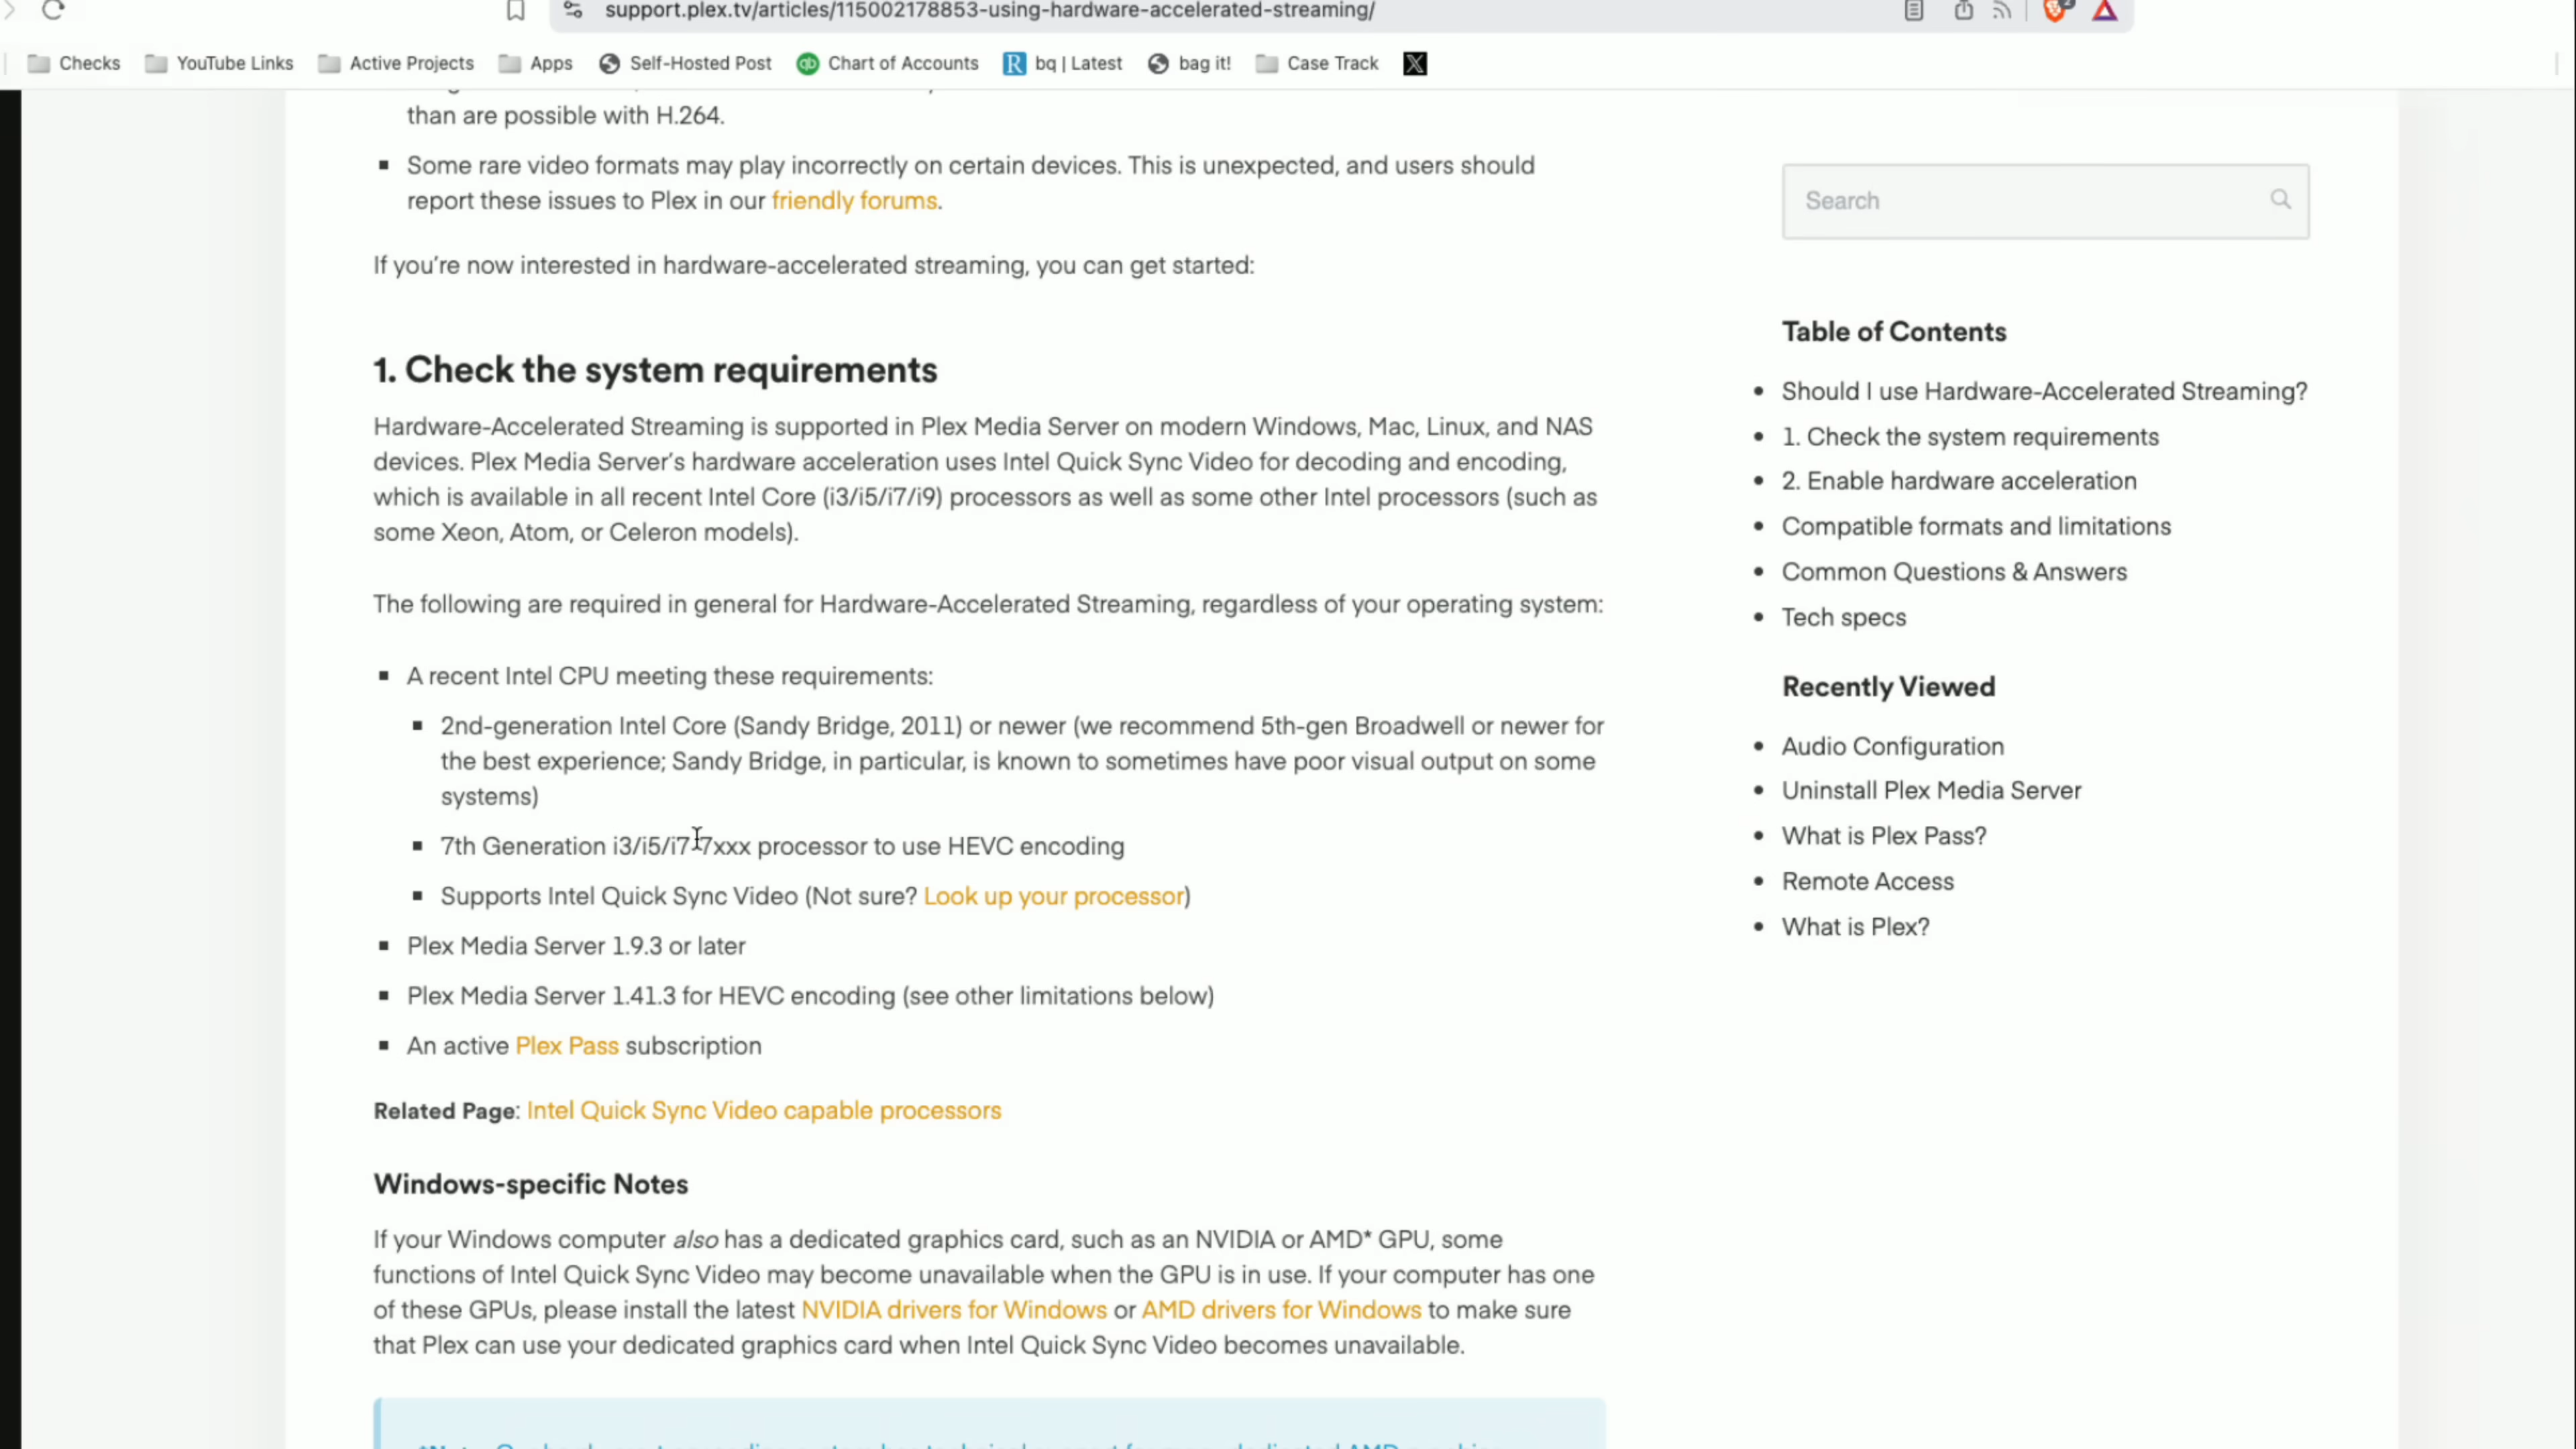 support.plex.tv/articles/115002178853-using-hardware-accelerated-streaming/
Checks
YouTube Links
Active Projects
Apps
Self-Hosted Post
Chart of Accounts
bq | Latest
bag it!
Case Track
than are possible with H.264.
Some rare video formats may play incorrectly on certain devices. This is unexpected, and users should
report these issues to Plex in our friendly forums.
If you're now interested in hardware-accelerated streaming, you can get started:
1. Check the system requirements
Hardware-Accelerated Streaming is supported in Plex Media Server on modern Windows, Mac, Linux, and NAS
devices. Plex Media Server's hardware acceleration uses Intel Quick Sync Video for decoding and encoding,
which is available in all recent Intel Core (i3/i5/i7/i9) processors as well as some other Intel processors (such as
some Xeon, Atom, or Celeron models).
The following are required in general for Hardware-Accelerated Streaming, regardless of your operating system:
A recent Intel CPU meeting these requirements:
2nd-generation Intel Core (Sandy Bridge, 2011) or newer (we recommend 5th-gen Broadwell or newer for
the best experience; Sandy Bridge, in particular, is known to sometimes have poor visual output on some
systems)
7th Generation i3/i5/i7-7xxx processor to use HEVC encoding
Supports Intel Quick Sync Video (Not sure? Look up your processor)
Plex Media Server 1.9.3 or later
Plex Media Server 1.41.3 for HEVC encoding (see other limitations below)
An active Plex Pass subscription
Related Page: Intel Quick Sync Video capable processors
Windows-specific Notes
If your Windows computer also has a dedicated graphics card, such as an NVIDIA or AMD* GPU, some
functions of Intel Quick Sync Video may become unavailable when the GPU is in use. If your computer has one
of these GPUs, please install the latest NVIDIA drivers for Windows or AMD drivers for Windows to make sure
that Plex can use your dedicated graphics card when Intel Quick Sync Video becomes unavailable.
Search
Table of Contents
Should I use Hardware-Accelerated Streaming?
1. Check the system requirements
2. Enable hardware acceleration
Compatible formats and limitations
Common Questions & Answers
Tech specs
Recently Viewed
Audio Configuration
Uninstall Plex Media Server
What is Plex Pass?
Remote Access
What is Plex?